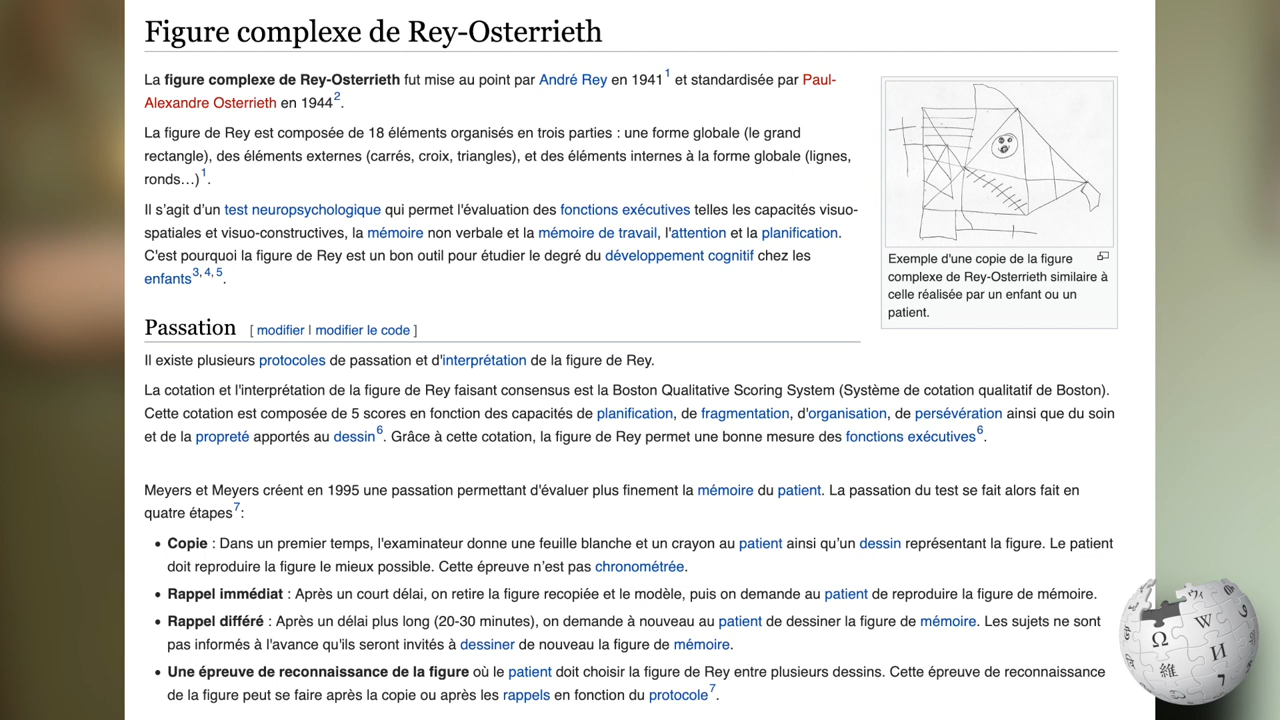 Figure complexe de Rey-Osterrieth
La figure complexe de Rey-Osterrieth fut mise au point par André Rey en 1941¹ et standardisée par Paul-
Alexandre Osterrieth en 1944².
La figure de Rey est composée de 18 éléments organisés en trois parties : une forme globale (le grand
rectangle), des éléments externes (carrés, croix, triangles), et des éléments internes à la forme globale (lignes,
ronds…)¹.
Il s’agit d’un test neuropsychologique qui permet l'évaluation des fonctions exécutives telles les capacités visuo-
spatiales et visuo-constructives, la mémoire non verbale et la mémoire de travail, l'attention et la planification.
C'est pourquoi la figure de Rey est un bon outil pour étudier le degré du développement cognitif chez les
enfants³,⁴,⁵.
Exemple d'une copie de la figure
complexe de Rey-Osterrieth similaire à
celle réalisée par un enfant ou un
patient.
Passation [ modifier | modifier le code ]
Il existe plusieurs protocoles de passation et d'interprétation de la figure de Rey.
La cotation et l'interprétation de la figure de Rey faisant consensus est la Boston Qualitative Scoring System (Système de cotation qualitatif de Boston).
Cette cotation est composée de 5 scores en fonction des capacités de planification, de fragmentation, d'organisation, de persévération ainsi que du soin
et de la propreté apportés au dessin⁶. Grâce à cette cotation, la figure de Rey permet une bonne mesure des fonctions exécutives⁶.
Meyers et Meyers créent en 1995 une passation permettant d'évaluer plus finement la mémoire du patient. La passation du test se fait alors fait en
quatre étapes⁷:
• Copie : Dans un premier temps, l'examinateur donne une feuille blanche et un crayon au patient ainsi qu’un dessin représentant la figure. Le patient
doit reproduire la figure le mieux possible. Cette épreuve n’est pas chronométrée.
• Rappel immédiat : Après un court délai, on retire la figure recopiée et le modèle, puis on demande au patient de reproduire la figure de mémoire.
• Rappel différé : Après un délai plus long (20-30 minutes), on demande à nouveau au patient de dessiner la figure de mémoire. Les sujets ne sont
pas informés à l'avance qu'ils seront invités à dessiner de nouveau la figure de mémoire.
• Une épreuve de reconnaissance de la figure où le patient doit choisir la figure de Rey entre plusieurs dessins. Cette épreuve de reconnaissance
de la figure peut se faire après la copie ou après les rappels en fonction du protocole⁷.
Ω W И 維